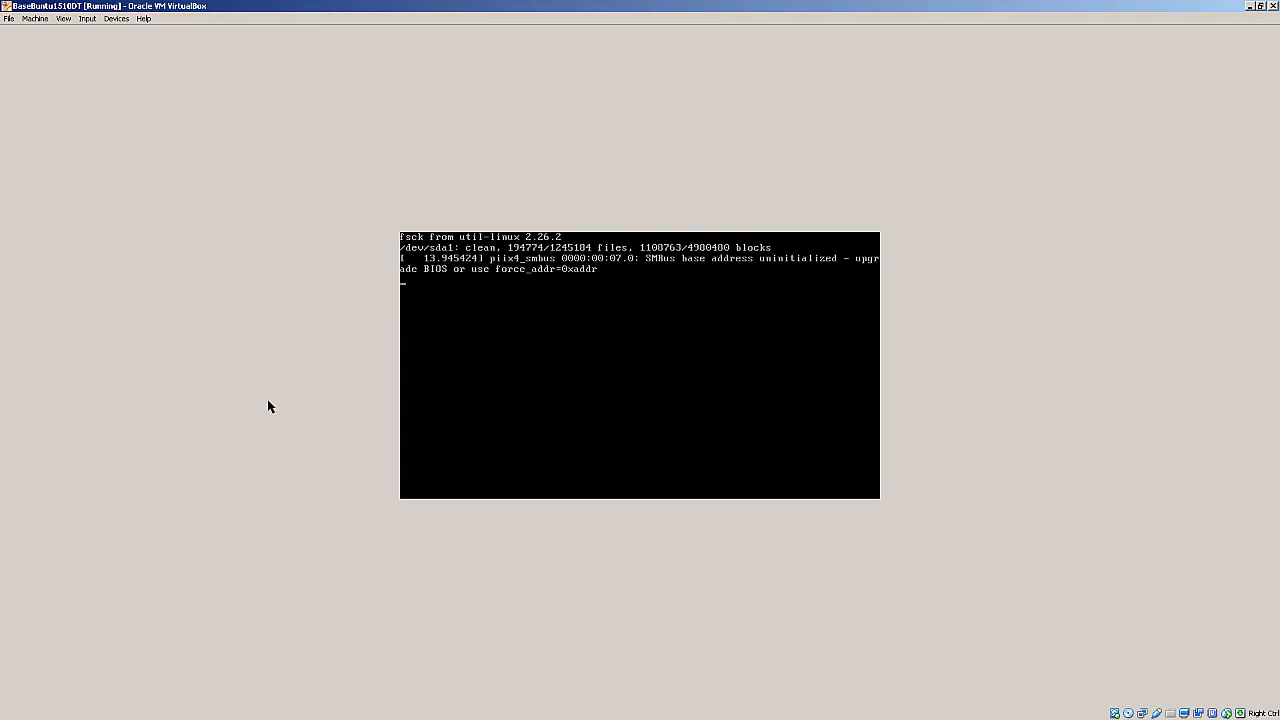 BaseBuntu1510DT [Running] - Oracle VM VirtualBox
File Machine View Input Devices Help
fsck from util-linux 2.26.2
/dev/sda1: clean, 194774/1245184 files, 1108763/4980480 blocks
[   13.945424] piix4_smbus 0000:00:07.0: SMBus base address uninitialized - upgr
ade BIOS or use force_addr=0xaddr
Right Ctrl